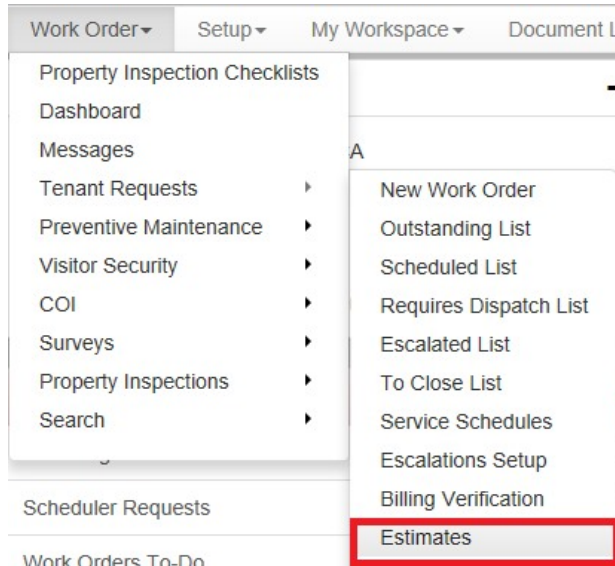 Work Order Setup My Workspace Document
Property Inspection Checklists
Dashboard
Messages
A
Tenant Requests
Preventive Maintenance
Visitor Security
COI
Surveys
Property Inspections
Search
New Work Order
Outstanding List
Scheduled List
Requires Dispatch List
Escalated List
To Close List
Service Schedules
Escalations Setup
Billing Verification
Estimates
Scheduler Requests
Work Orders To-Do